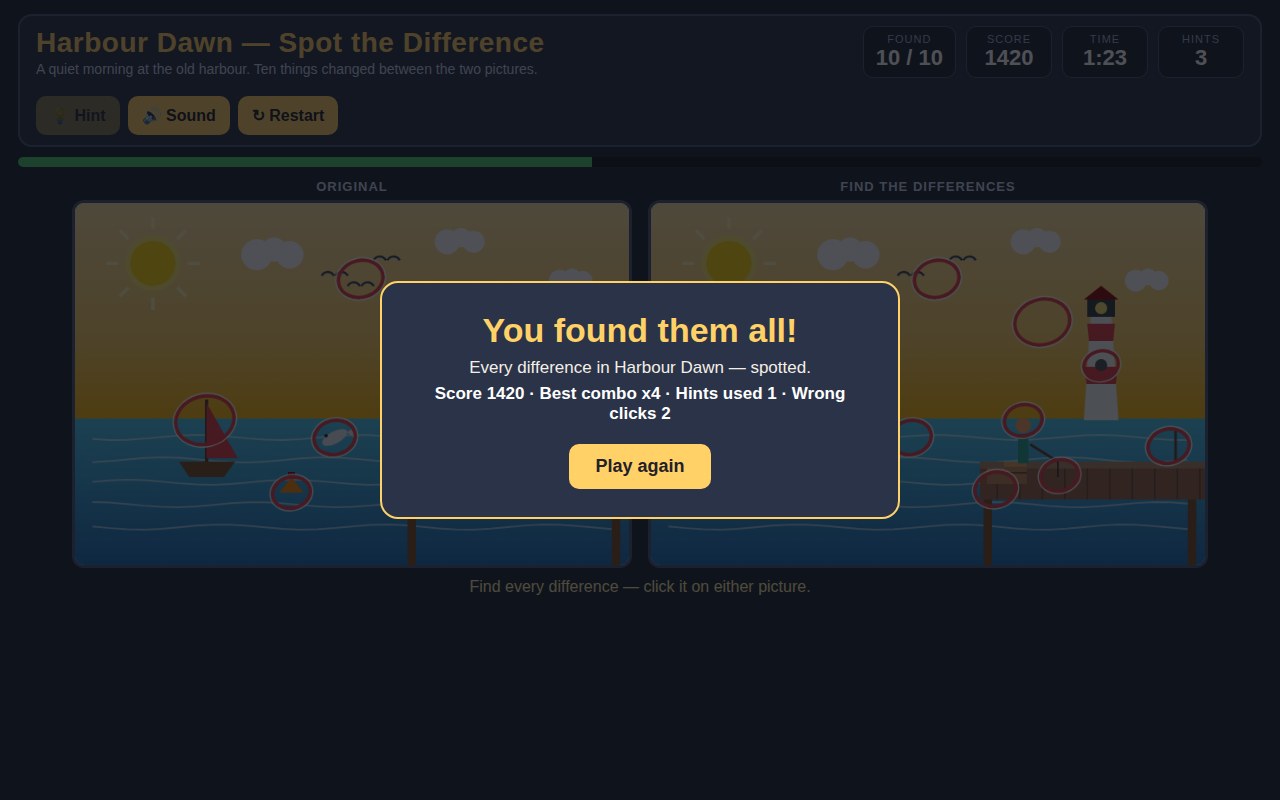 Harbour Dawn — Spot the Difference
A quiet morning at the old harbour. Ten things changed between the two pictures.
FOUND
10 / 10
SCORE
1420
TIME
1:23
HINTS
3
💡 Hint
🔊 Sound
↻ Restart
ORIGINAL
FIND THE DIFFERENCES
You found them all!
Every difference in Harbour Dawn — spotted.
Score 1420 · Best combo x4 · Hints used 1 · Wrong
clicks 2
Play again
Find every difference — click it on either picture.